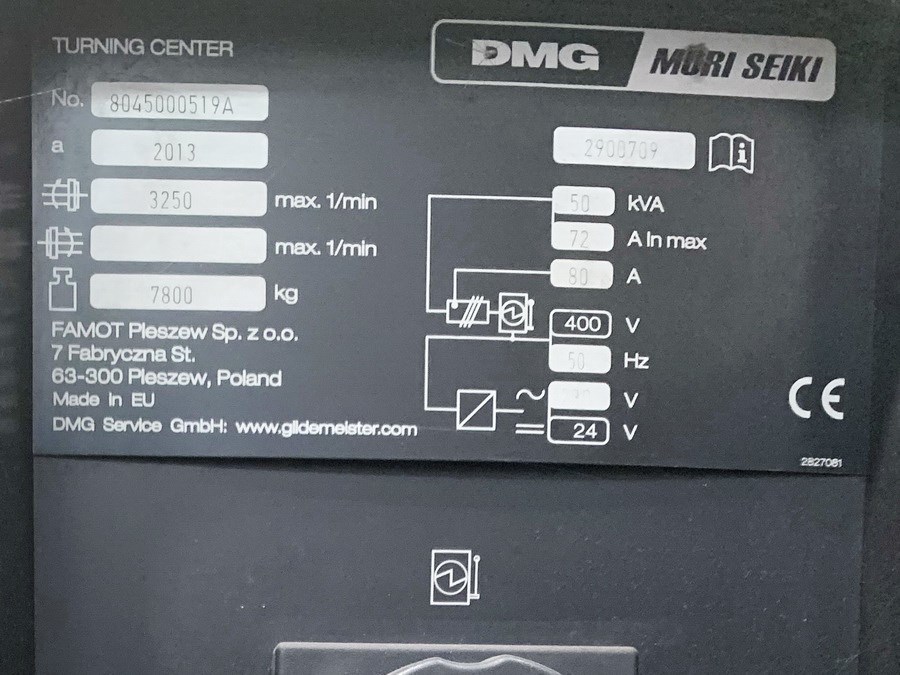 TURNING CENTER
DMG MORI SEIKI
No. 8045000519A
a 2013
2900709
3250 max. 1/min
50 kVA
max. 1/min
72 A in max
7800 kg
80 A
400 V
50 Hz
V
24 V
FAMOT Pleszew Sp. z o.o.
7 Fabryczna St.
63-300 Pleszew, Poland
Made in EU
DMG Service GmbH: www.gildemeister.com
CE
2827081